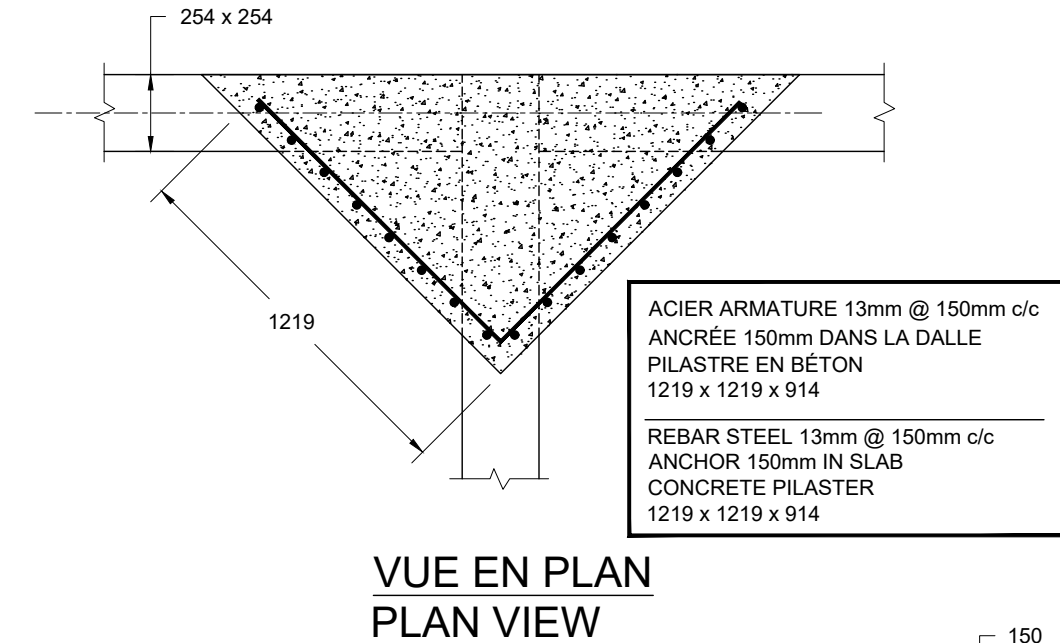 254 x 254
1219
ACIER ARMATURE 13mm @ 150mm c/c
ANCRÉE 150mm DANS LA DALLE
PILASTRE EN BÉTON
1219 x 1219 x 914
REBAR STEEL 13mm @ 150mm c/c
ANCHOR 150mm IN SLAB
CONCRETE PILASTER
1219 x 1219 x 914
VUE EN PLAN
PLAN VIEW
150